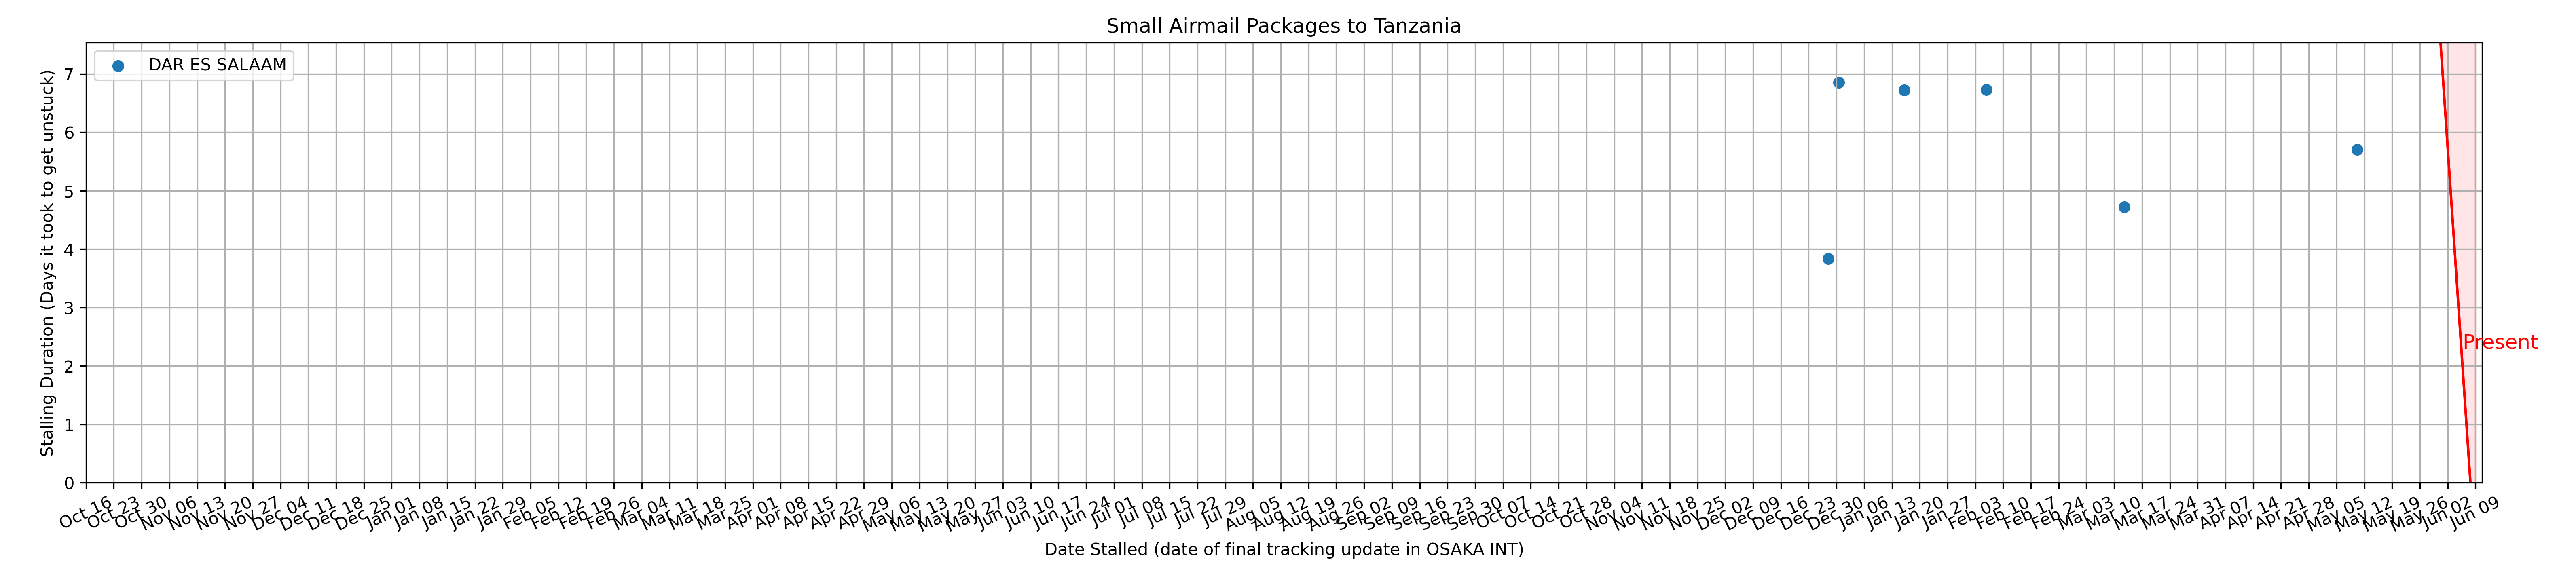 Small Airmail Packages to Tanzania
DAR ES SALAAM
Stalling Duration (Days it took to get unstuck)
7
6
5
4
3
2
1
0
Present
Oct 16 Oct 23 Oct 30 Nov 06 Nov 13 Nov 20 Nov 27 Dec 04 Dec 11 Dec 18 Dec 25 Jan 01 Jan 08 Jan 15 Jan 22 Jan 29 Feb 05 Feb 12 Feb 19 Feb 26 Mar 04 Mar 11 Mar 18 Mar 25 Apr 01 Apr 08 Apr 15 Apr 22 Apr 29 May 06 May 13 May 20 May 27 Jun 03 Jun 10 Jun 17 Jun 24 Jul 01 Jul 08 Jul 15 Jul 22 Jul 29 Aug 05 Aug 12 Aug 19 Aug 26 Sep 02 Sep 09 Sep 16 Sep 23 Sep 30 Oct 07 Oct 14 Oct 21 Oct 28 Nov 04 Nov 11 Nov 18 Nov 25 Dec 02 Dec 09 Dec 16 Dec 23 Dec 30 Jan 06 Jan 13 Jan 20 Jan 27 Feb 03 Feb 10 Feb 17 Feb 24 Mar 03 Mar 10 Mar 17 Mar 24 Mar 31 Apr 07 Apr 14 Apr 21 Apr 28 May 05 May 12 May 19 May 26 Jun 02 Jun 09
Date Stalled (date of final tracking update in OSAKA INT)